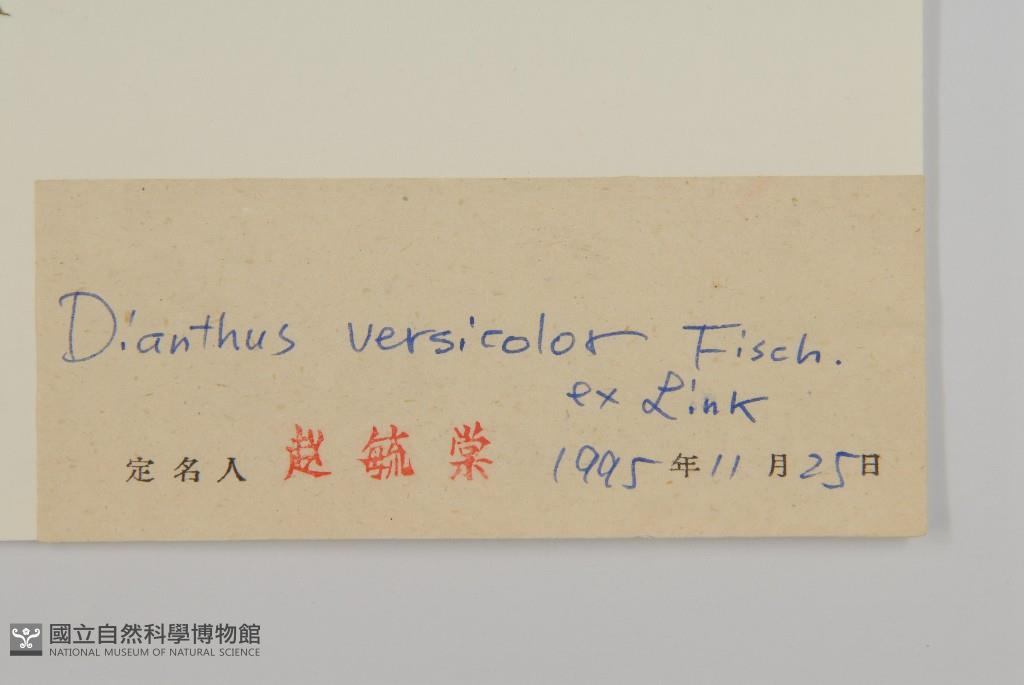 Dianthus versicolor Fisch.
ex Link
定名人 赵毓棠 1995年11月25日
國立自然科學博物館
NATIONAL MUSEUM OF NATURAL SCIENCE